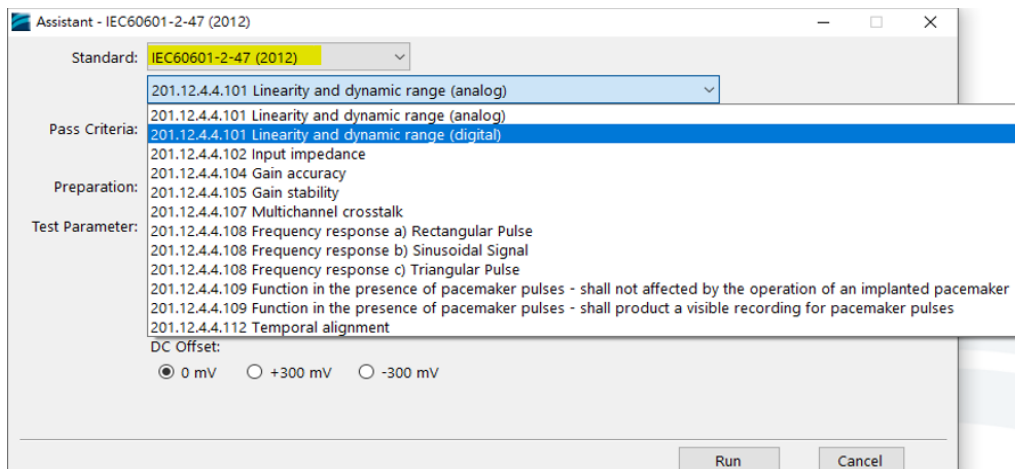 Assistant - IEC60601-2-47 (2012)
Standard: IEC60601-2-47 (2012)
201.12.4.4.101 Linearity and dynamic range (analog)
201.12.4.4.101 Linearity and dynamic range (analog)
Pass Criteria: 201.12.4.4.101 Linearity and dynamic range (digital)
201.12.4.4.102 Input impedance
201.12.4.4.104 Gain accuracy
Preparation: 201.12.4.4.105 Gain stability
201.12.4.4.107 Multichannel crosstalk
Test Parameter: 201.12.4.4.108 Frequency response a) Rectangular Pulse
201.12.4.4.108 Frequency response b) Sinusoidal Signal
201.12.4.4.108 Frequency response c) Triangular Pulse
201.12.4.4.109 Function in the presence of pacemaker pulses - shall not affected by the operation of an implanted pacemaker
201.12.4.4.109 Function in the presence of pacemaker pulses - shall product a visible recording for pacemaker pulses
201.12.4.4.112 Temporal alignment
DC Offset:
0 mV +300 mV -300 mV
Run Cancel